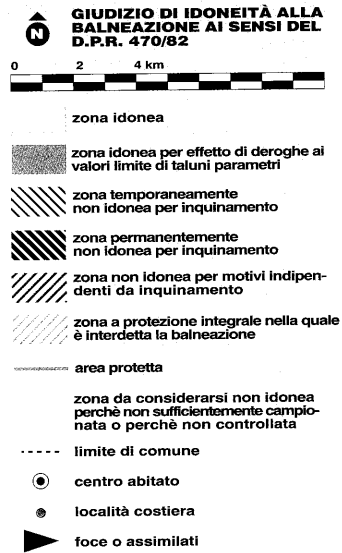 N
GIUDIZIO DI IDONEITÀ ALLA
BALNEAZIONE AI SENSI DEL
D.P.R. 470/82
0 2 4 km
zona idonea
zona idonea per effetto di deroghe ai
valori limite di taluni parametri
zona temporaneamente
non idonea per inquinamento
zona permanentemente
non idonea per inquinamento
zona non idonea per motivi indipen-
denti da inquinamento
zona a protezione integrale nella quale
è interdetta la balneazione
area protetta
zona da considerarsi non idonea
perchè non sufficientemente campio-
nata o perchè non controllata
limite di comune
centro abitato
località costiera
foce o assimilati